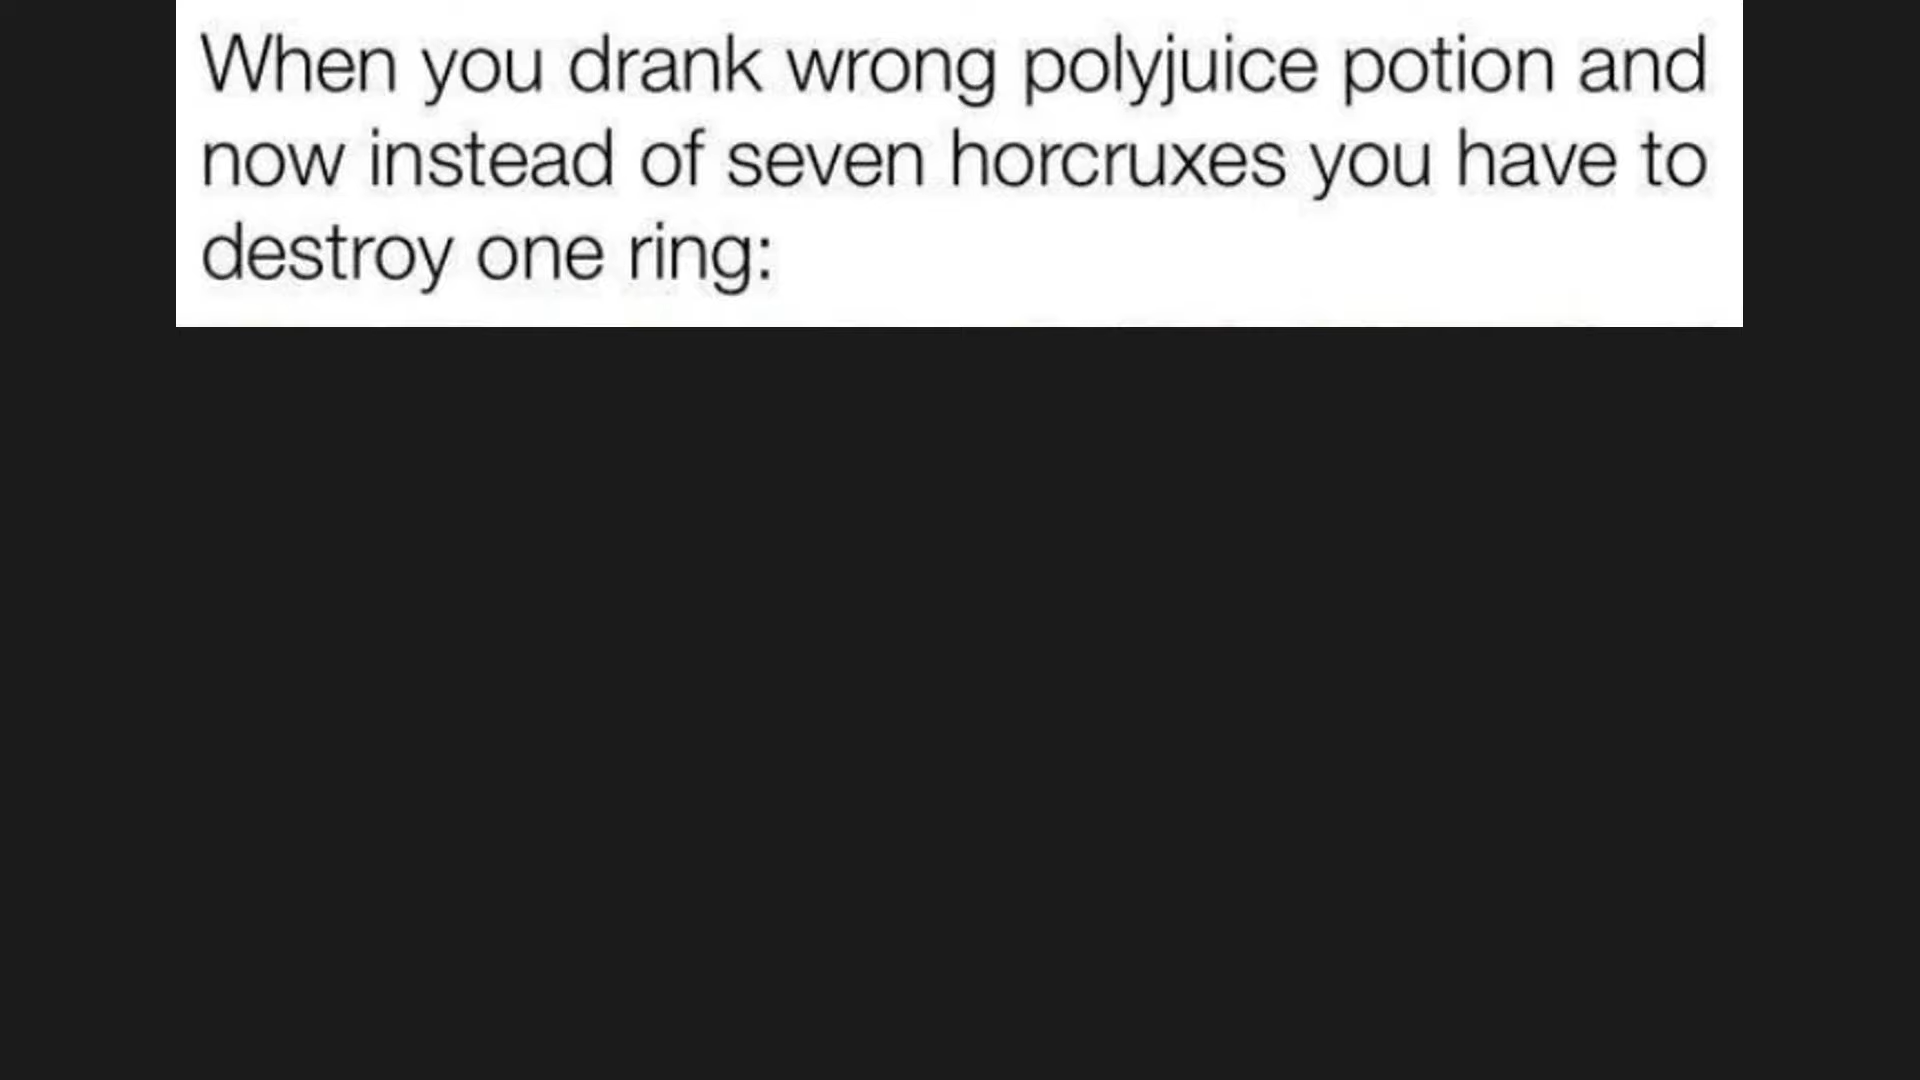 When you drank wrong polyjuice potion and
now instead of seven horcruxes you have to
destroy one ring: